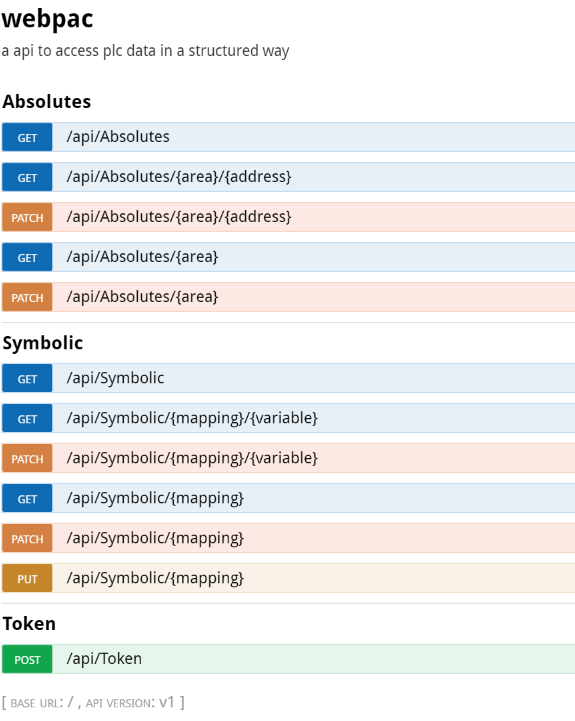 webpac
a api to access plc data in a structured way
Absolutes
GET /api/Absolutes
GET /api/Absolutes/{area}/{address}
PATCH /api/Absolutes/{area}/{address}
GET /api/Absolutes/{area}
PATCH /api/Absolutes/{area}
Symbolic
GET /api/Symbolic
GET /api/Symbolic/{mapping}/{variable}
PATCH /api/Symbolic/{mapping}/{variable}
GET /api/Symbolic/{mapping}
PATCH /api/Symbolic/{mapping}
PUT /api/Symbolic/{mapping}
Token
POST /api/Token
[ BASE URL: / , API VERSION: v1 ]